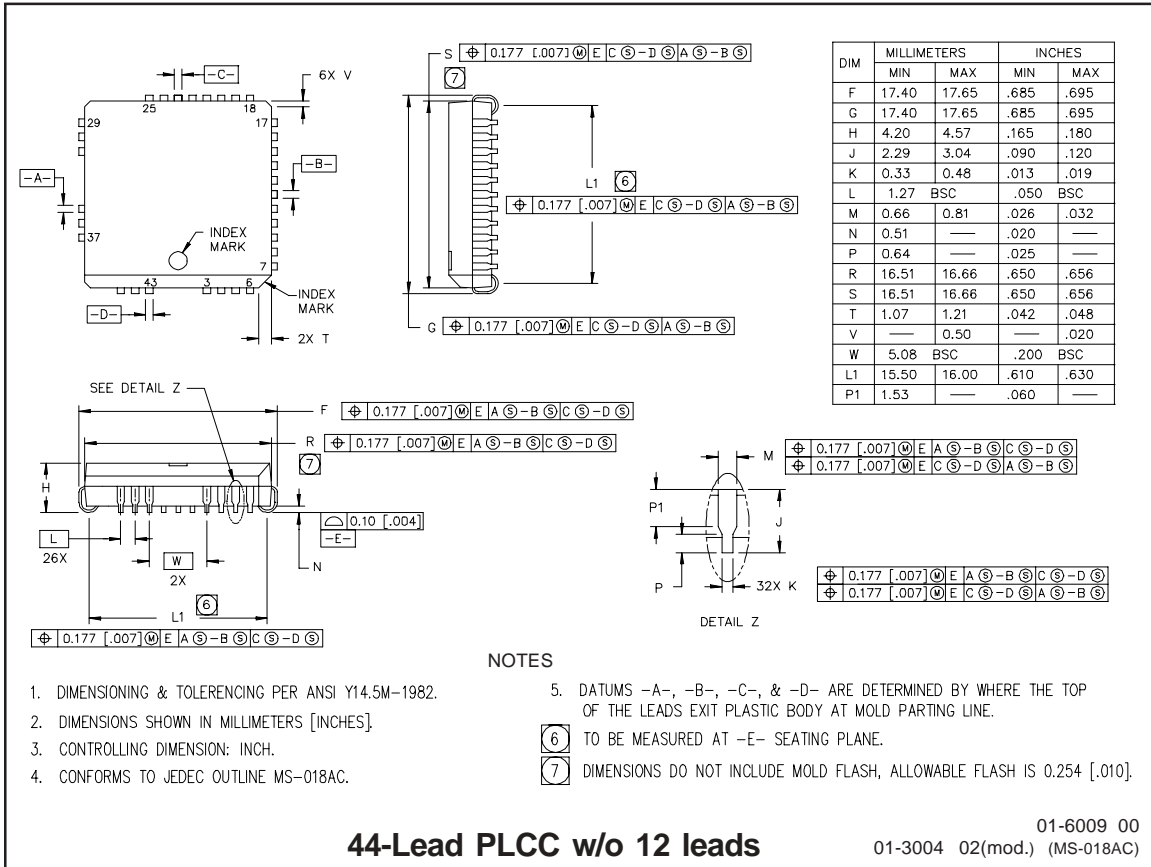 S ⌖ 0.177 [.007] Ⓜ E C Ⓢ – D Ⓢ A Ⓢ – B Ⓢ
7
-C-
6X V
25 18
29 17
-B-
-A-
37
INDEX
MARK
7
43 3 6
INDEX
MARK
-D-
2X T
L1 6
⌖ 0.177 [.007] Ⓜ E C Ⓢ – D Ⓢ A Ⓢ – B Ⓢ
G ⌖ 0.177 [.007] Ⓜ E C Ⓢ – D Ⓢ A Ⓢ – B Ⓢ
DIM MILLIMETERS INCHES
MIN MAX MIN MAX
F 17.40 17.65 .685 .695
G 17.40 17.65 .685 .695
H 4.20 4.57 .165 .180
J 2.29 3.04 .090 .120
K 0.33 0.48 .013 .019
L 1.27 BSC .050 BSC
M 0.66 0.81 .026 .032
N 0.51 — .020 —
P 0.64 — .025 —
R 16.51 16.66 .650 .656
S 16.51 16.66 .650 .656
T 1.07 1.21 .042 .048
V — 0.50 — .020
W 5.08 BSC .200 BSC
L1 15.50 16.00 .610 .630
P1 1.53 — .060 —
SEE DETAIL Z
F ⌖ 0.177 [.007] Ⓜ E A Ⓢ – B Ⓢ C Ⓢ – D Ⓢ
R ⌖ 0.177 [.007] Ⓜ E A Ⓢ – B Ⓢ C Ⓢ – D Ⓢ
7
H
⌓ 0.10 [.004]
-E-
L
26X
W
2X
N
L1 6
⌖ 0.177 [.007] Ⓜ E A Ⓢ – B Ⓢ C Ⓢ – D Ⓢ
M ⌖ 0.177 [.007] Ⓜ E A Ⓢ – B Ⓢ C Ⓢ – D Ⓢ
⌖ 0.177 [.007] Ⓜ E C Ⓢ – D Ⓢ A Ⓢ – B Ⓢ
P1
J
P
32X K
⌖ 0.177 [.007] Ⓜ E A Ⓢ – B Ⓢ C Ⓢ – D Ⓢ
⌖ 0.177 [.007] Ⓜ E C Ⓢ – D Ⓢ A Ⓢ – B Ⓢ
DETAIL Z
NOTES
1. DIMENSIONING & TOLERENCING PER ANSI Y14.5M-1982.
2. DIMENSIONS SHOWN IN MILLIMETERS [INCHES].
3. CONTROLLING DIMENSION: INCH.
4. CONFORMS TO JEDEC OUTLINE MS-018AC.
5. DATUMS -A-, -B-, -C-, & -D- ARE DETERMINED BY WHERE THE TOP
OF THE LEADS EXIT PLASTIC BODY AT MOLD PARTING LINE.
6 TO BE MEASURED AT -E- SEATING PLANE.
7 DIMENSIONS DO NOT INCLUDE MOLD FLASH, ALLOWABLE FLASH IS 0.254 [.010].
44-Lead PLCC w/o 12 leads
01-6009 00
01-3004 02(mod.) (MS-018AC)